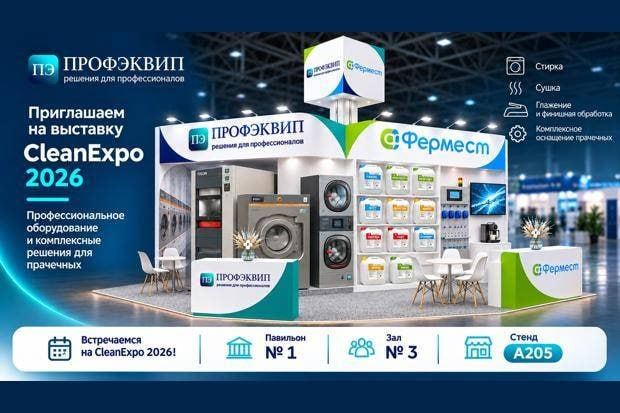 ПЭ ПРОФЭКВИП
решения для профессионалов
Приглашаем
на выставку
CleanExpo
2026
Профессиональное
оборудование
и комплексные
решения для
прачечных
Стирка
Сушка
Глажение
и финишная обработка
Комплексное
оснащение прачечных
ПРОФЭКВИП
Фермест
ПЭ ПРОФЭКВИП
решения для профессионалов
Фермест
ПЭ ПРОФЭКВИП
решения для профессионалов
Фермест
Встречаемся
на CleanExpo 2026!
Павильон
№ 1
Зал
№ 3
Стенд
А205